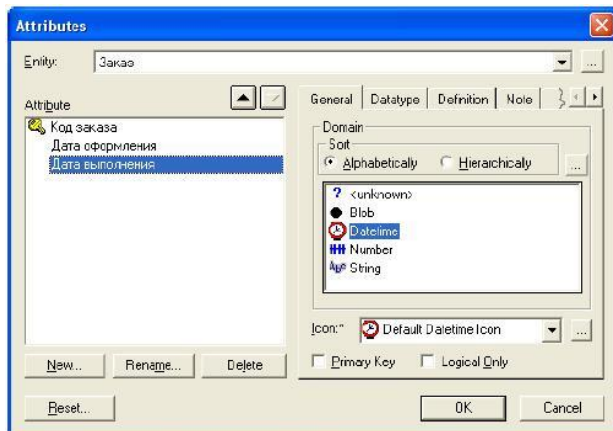 Attributes
Entity: Заказ ...
Attribute
Код заказа
Дата оформления
Дата выполнения
New... Rename... Delete
Reset...
General Datatype Definition Note
Domain
Sort
Alphabetically Hierarchically ...
? <unknown>
Blob
Datetime
Number
String
Icon:* Default Datetime Icon ...
Primary Key Logical Only
OK Cancel